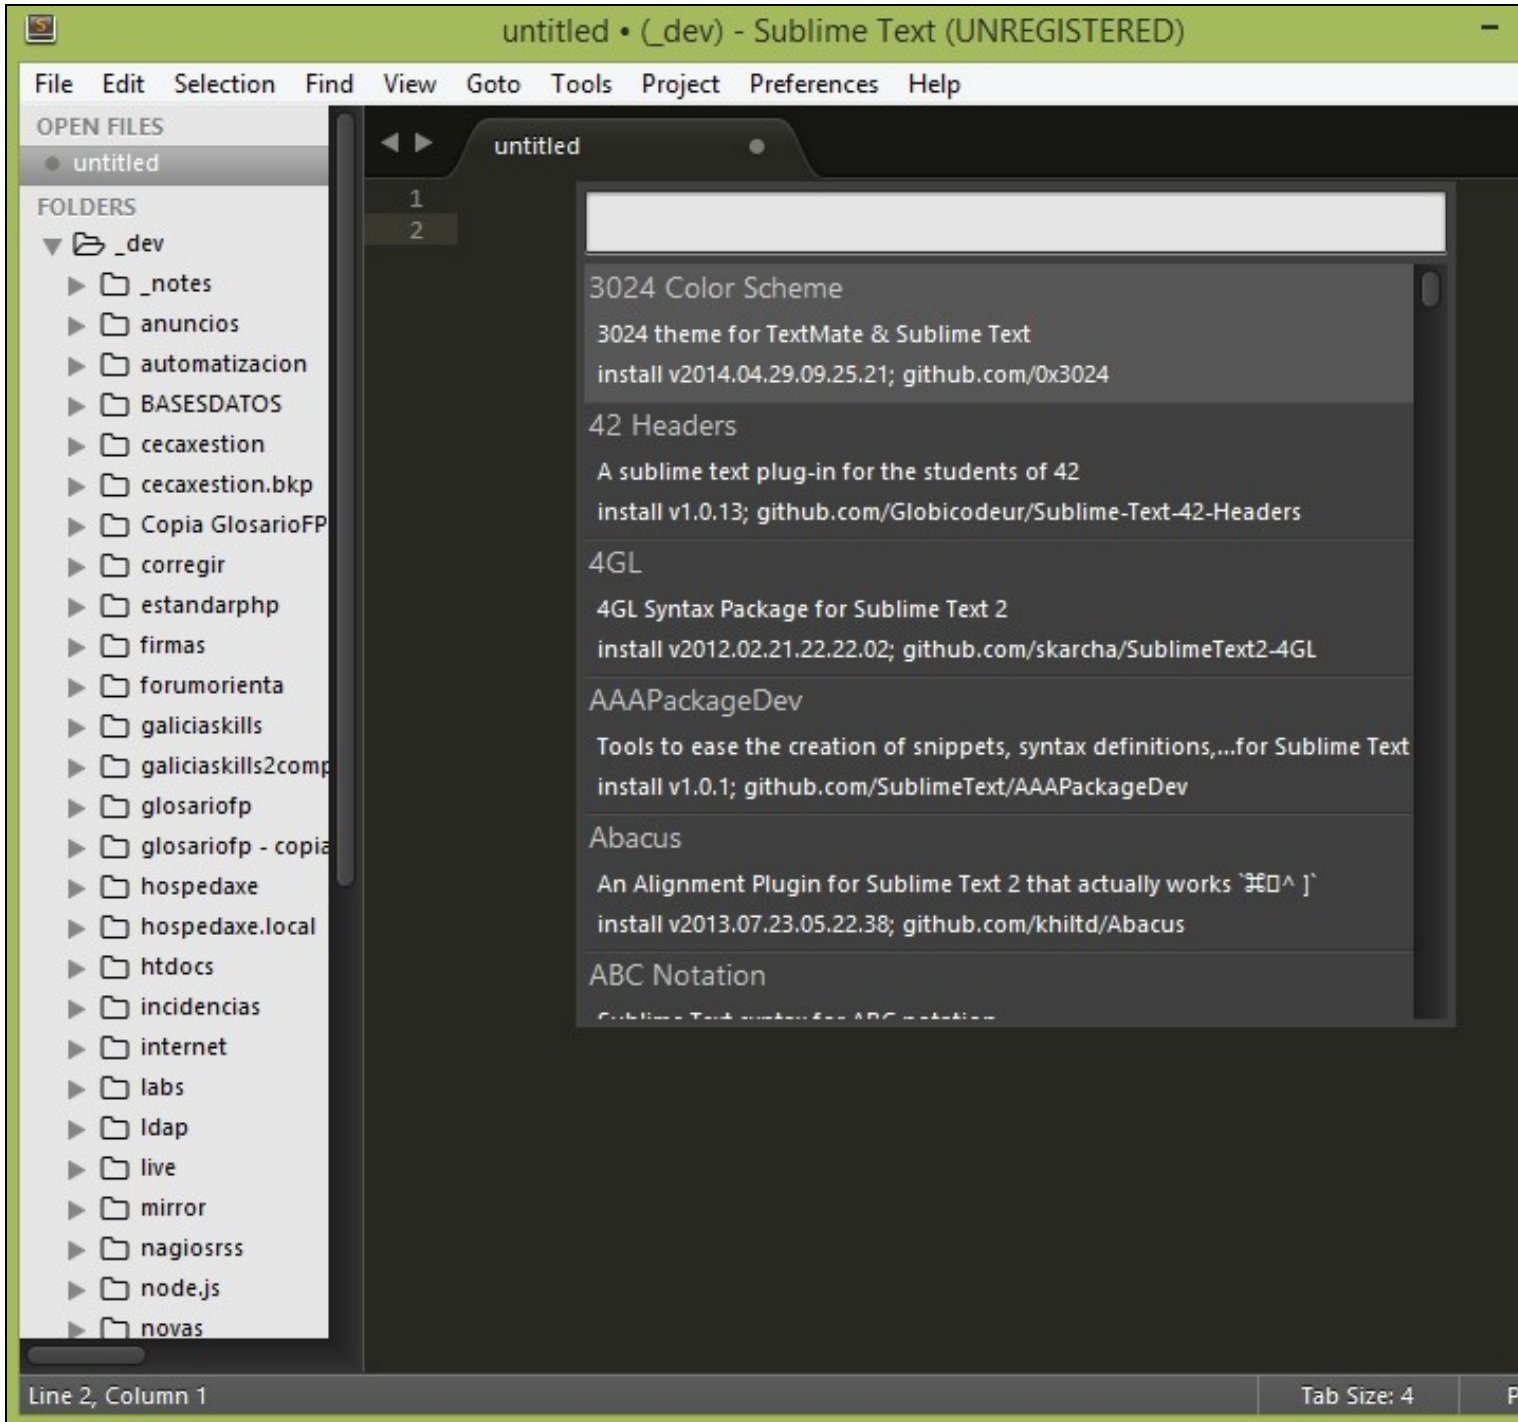 untitled • (_dev) - Sublime Text (UNREGISTERED)
File Edit Selection Find View Goto Tools Project Preferences Help
OPEN FILES
untitled
FOLDERS
_dev
_notes
anuncios
automatizacion
BASESDATOS
cecaxestion
cecaxestion.bkp
Copia GlosarioFP
corregir
estandarphp
firmas
forumorienta
galiciaskills
galiciaskills2comp
glosariofp
glosariofp - copia
hospedaxe
hospedaxe.local
htdocs
incidencias
internet
labs
ldap
live
mirror
nagiosrss
node.js
novas
untitled
1
2
3024 Color Scheme
3024 theme for TextMate & Sublime Text
install v2014.04.29.09.25.21; github.com/0x3024
42 Headers
A sublime text plug-in for the students of 42
install v1.0.13; github.com/Globicodeur/Sublime-Text-42-Headers
4GL
4GL Syntax Package for Sublime Text 2
install v2012.02.21.22.22.02; github.com/skarcha/SublimeText2-4GL
AAAPackageDev
Tools to ease the creation of snippets, syntax definitions,...for Sublime Text
install v1.0.1; github.com/SublimeText/AAAPackageDev
Abacus
An Alignment Plugin for Sublime Text 2 that actually works `⌘▯^ ]`
install v2013.07.23.05.22.38; github.com/khiltd/Abacus
ABC Notation
Sublime Text syntax for ABC notation
Line 2, Column 1
Tab Size: 4
P